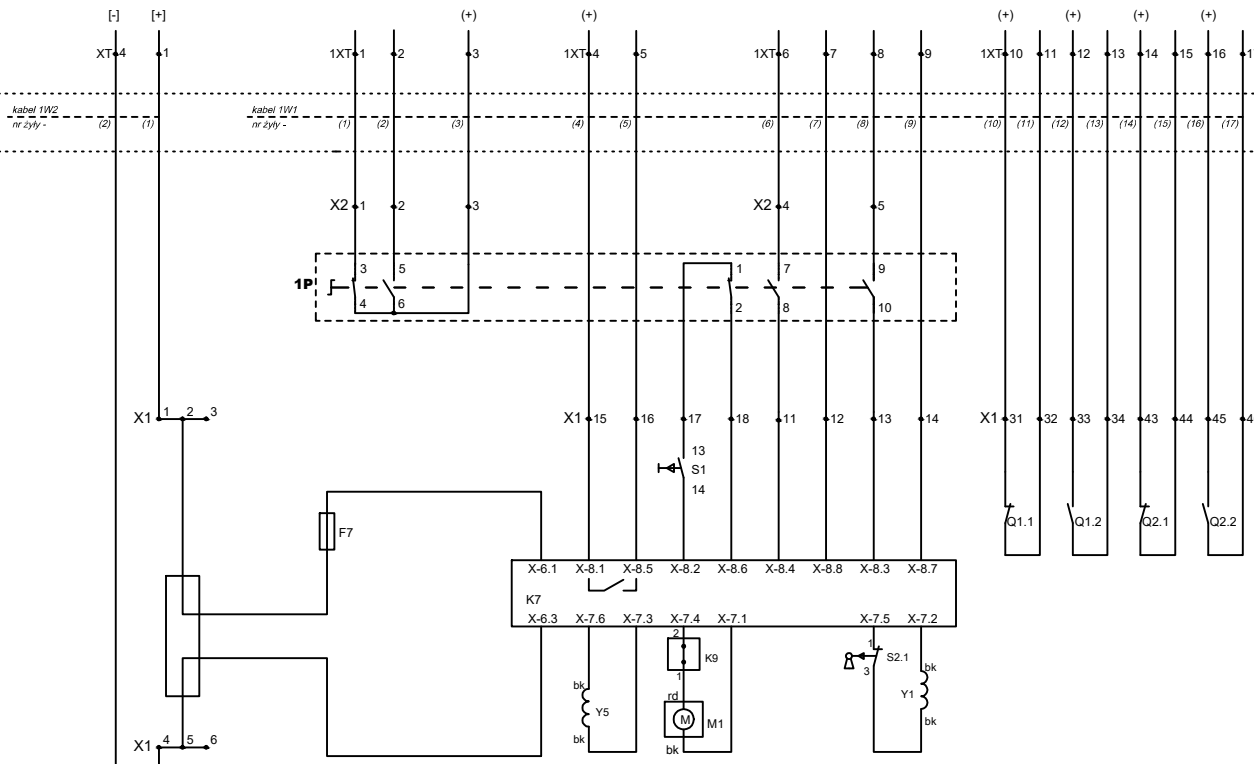 [-] [+] (+) (+) (+) (+) (+) (+)
XT 4 1 1XT 1 2 3 1XT 4 5 1XT 6 7 8 9 1XT 10 11 12 13 14 15 16
kabel 1W2 kabel 1W1
nr żyły - (2) (1) nr żyły - (1) (2) (3) (4) (5) (6) (7) (8) (9) (10) (11) (12) (13) (14) (15) (16) (17)
X2 1 2 3 X2 4 5
3 5 1 7 9
1P
4 6 2 8 10
X1 1 2 3 X1 15 16 17 18 11 12 13 14 X1 31 32 33 34 43 44 45
13
S1
14
F7 Q1.1 Q1.2 Q2.1 Q2.2
X-6.1 X-8.1 X-8.5 X-8.2 X-8.6 X-8.4 X-8.8 X-8.3 X-8.7
K7
X-6.3 X-7.6 X-7.3 X-7.4 X-7.1 X-7.5 X-7.2
2 1
K9 S2.1
1 3
bk rd bk
Y5 M M1 Y1
bk bk bk
X1 4 5 6